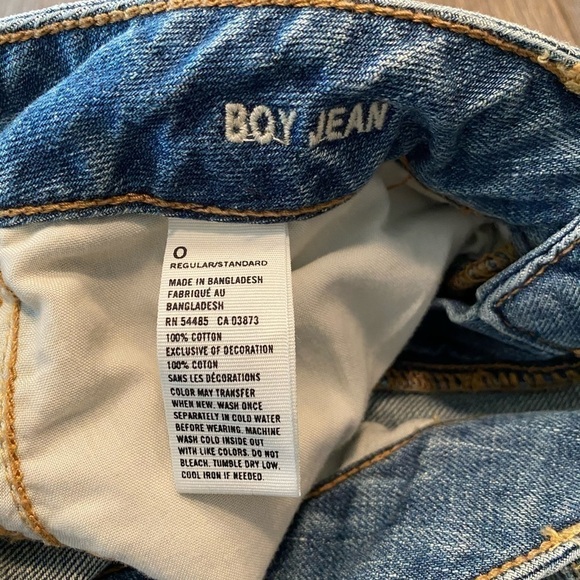 BOY JEAN
0
REGULAR/STANDARD
MADE IN BANGLADESH
FABRIQUÉ AU
BANGLADESH
RN 54485 CA 03873
100% COTTON
EXCLUSIVE OF DECORATION
100% COTON
SANS LES DÉCORATIONS
COLOR MAY TRANSFER
WHEN NEW. WASH ONCE
SEPARATELY IN COLD WATER
BEFORE WEARING. MACHINE
WASH COLD INSIDE OUT
WITH LIKE COLORS. DO NOT
BLEACH. TUMBLE DRY LOW.
COOL IRON IF NEEDED.